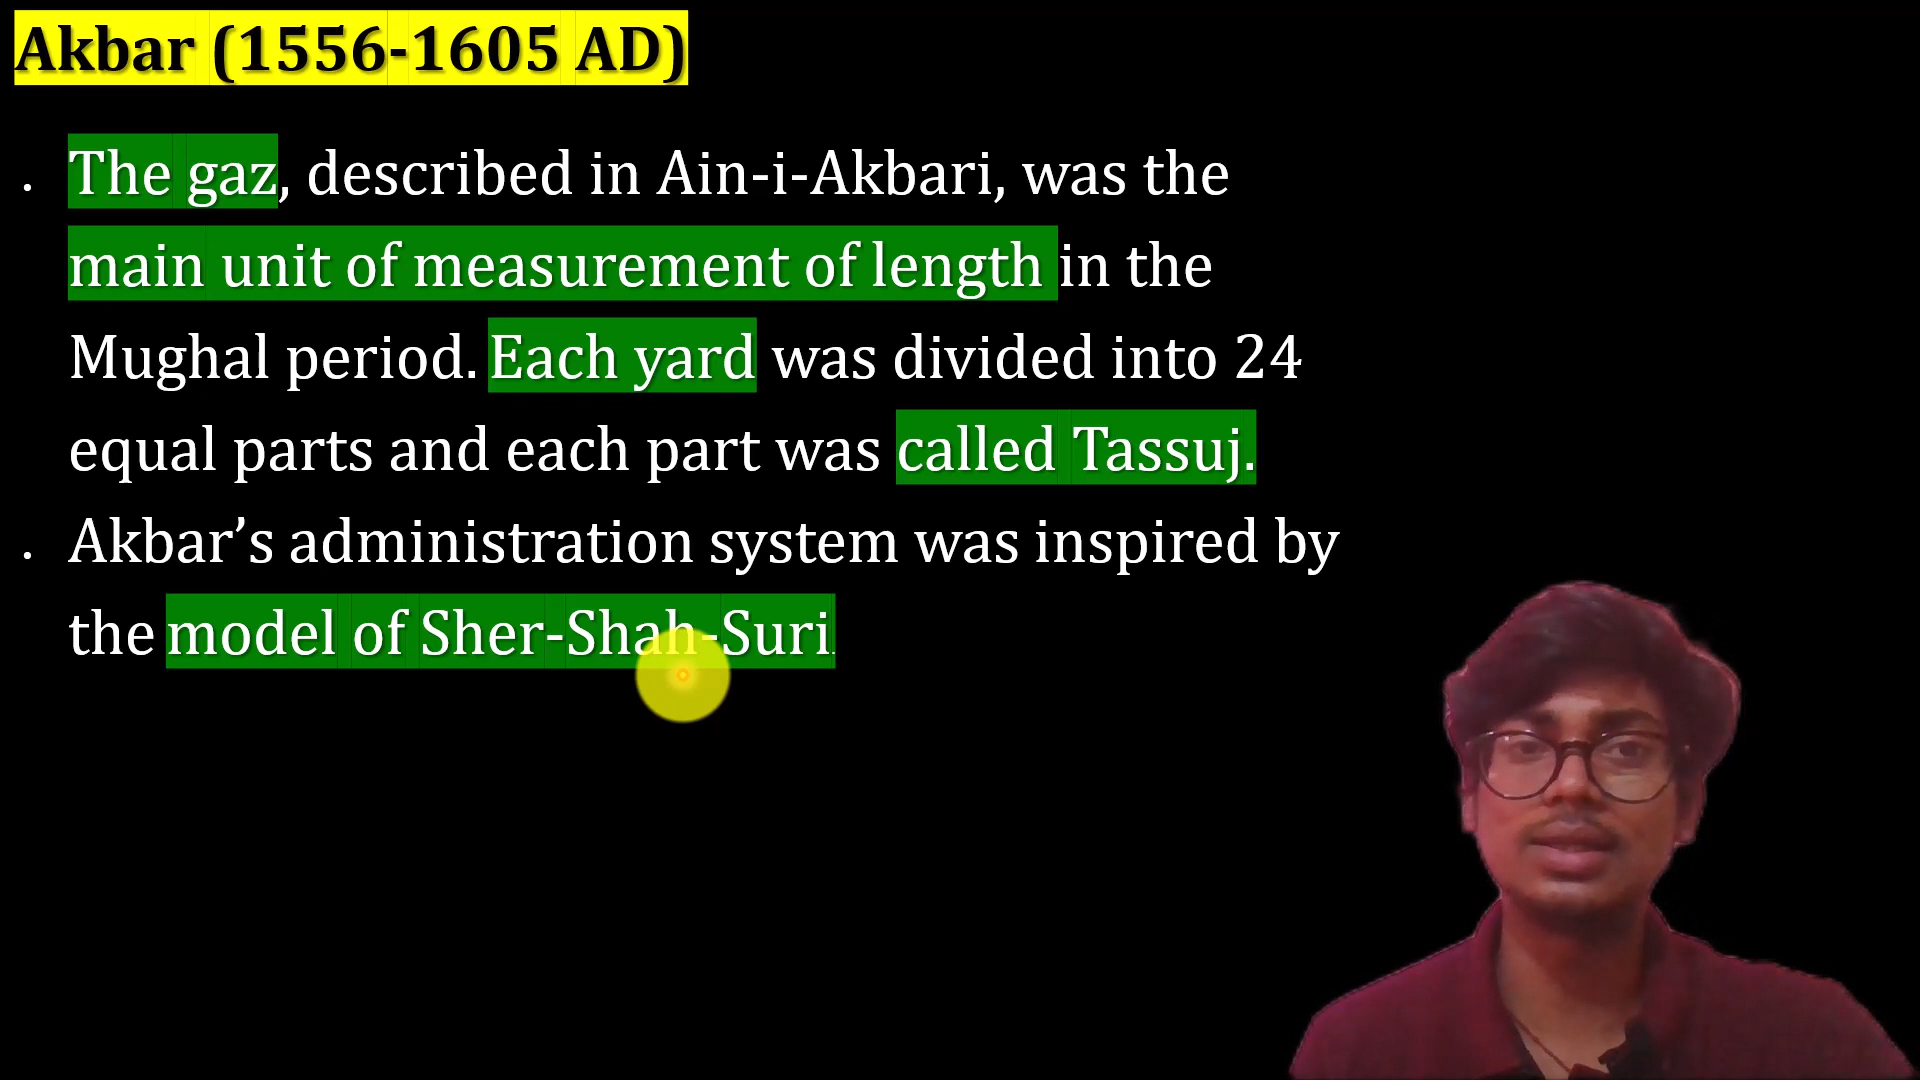 Akbar (1556-1605 AD)
. The gaz, described in Ain-i-Akbari, was the
main unit of measurement of length in the
Mughal period. Each yard was divided into 24
equal parts and each part was called Tassuj.
. Akbar’s administration system was inspired by
the model of Sher-Shah-Suri.